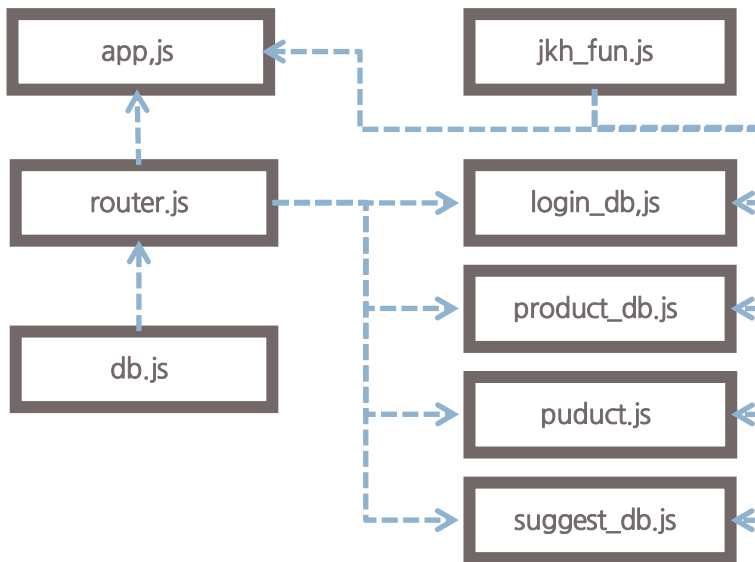 app,js
jkh_fun.js
router.js
login_db,js
product_db.js
db.js
puduct.js
suggest_db.js